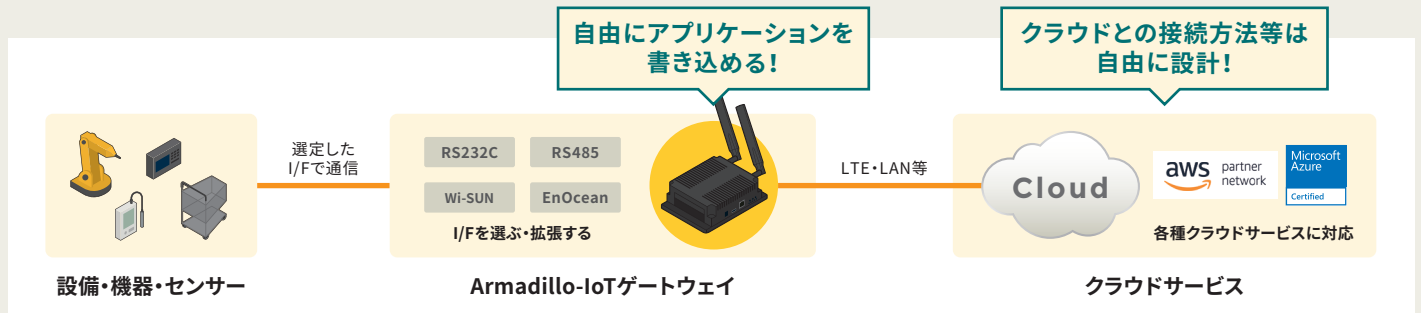 自由にアプリケーションを
書き込める!
クラウドとの接続方法等は
自由に設計!
選定した
I/Fで通信
RS232C
RS485
Wi-SUN
EnOcean
I/Fを選ぶ・拡張する
LTE・LAN等
Cloud
aws partner
network
Microsoft
Azure
Certified
各種クラウドサービスに対応
設備・機器・センサー
Armadillo-IoTゲートウェイ
クラウドサービス